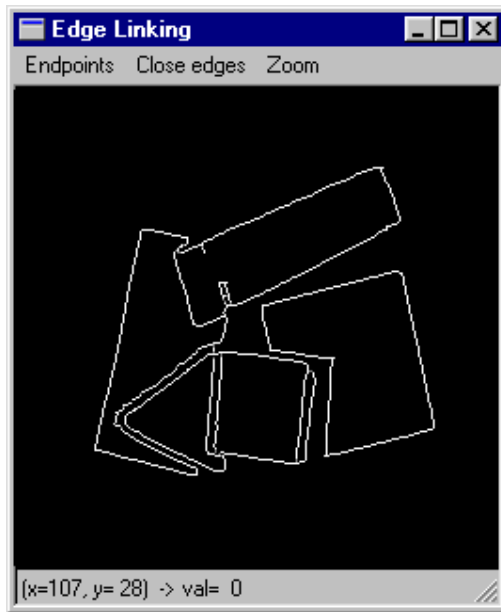 Edge Linking
Endpoints Close edges Zoom
(x=107, y= 28) -> val= 0